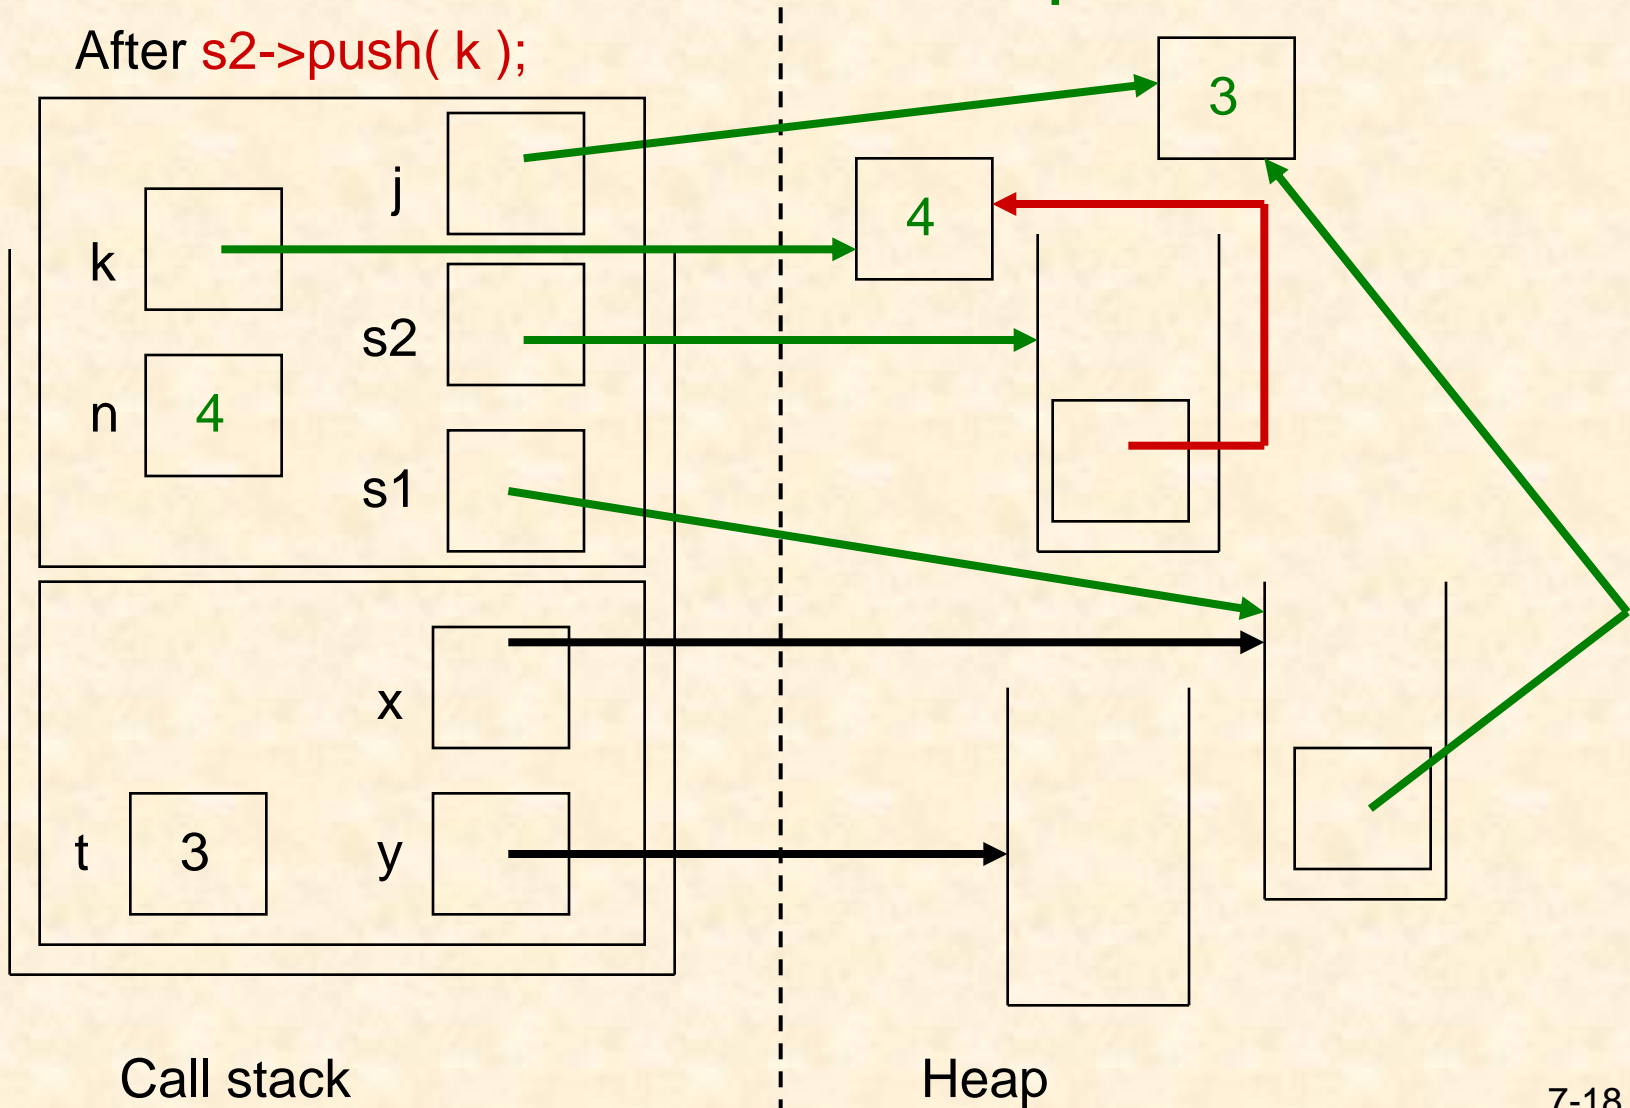 After s2->push( k );
3
j
4
k
s2
n 4
s1
x
t 3 y
Call stack
Heap
7-18